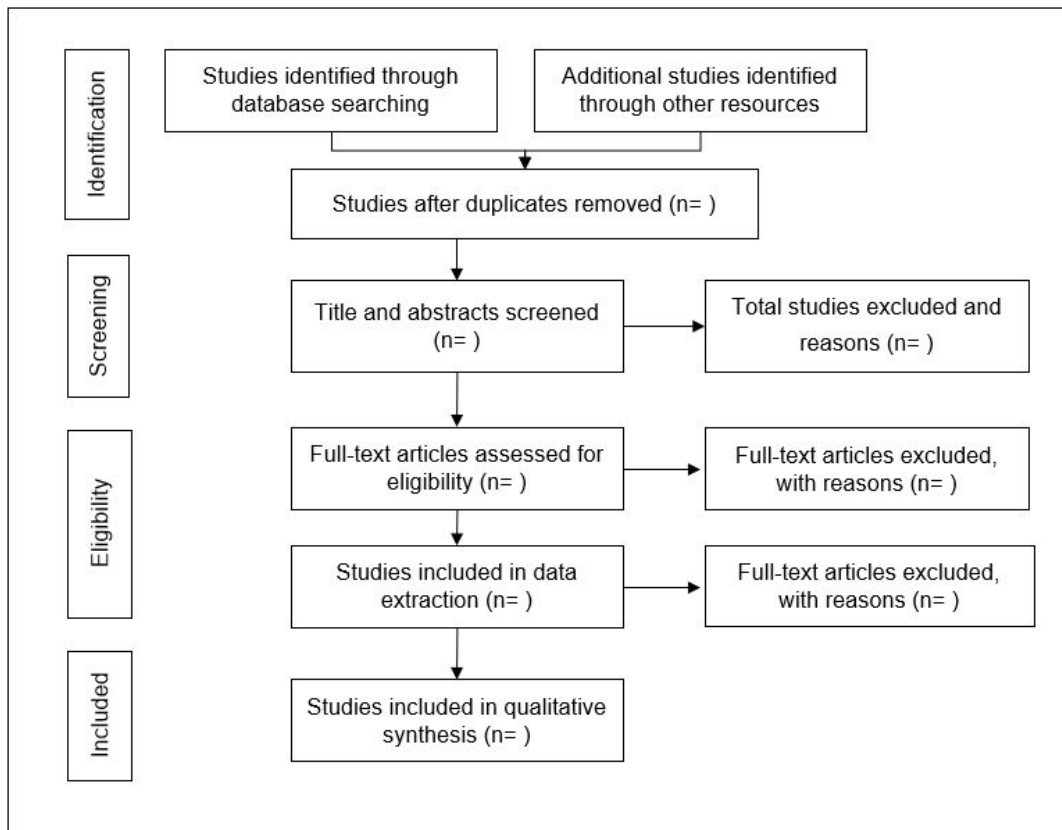 Identification
Studies identified through
database searching
Additional studies identified
through other resources
Studies after duplicates removed (n= )
Screening
Title and abstracts screened
(n= )
Total studies excluded and
reasons (n= )
Eligibility
Full-text articles assessed for
eligibility (n= )
Full-text articles excluded,
with reasons (n= )
Studies included in data
extraction (n= )
Full-text articles excluded,
with reasons (n= )
Included
Studies included in qualitative
synthesis (n= )